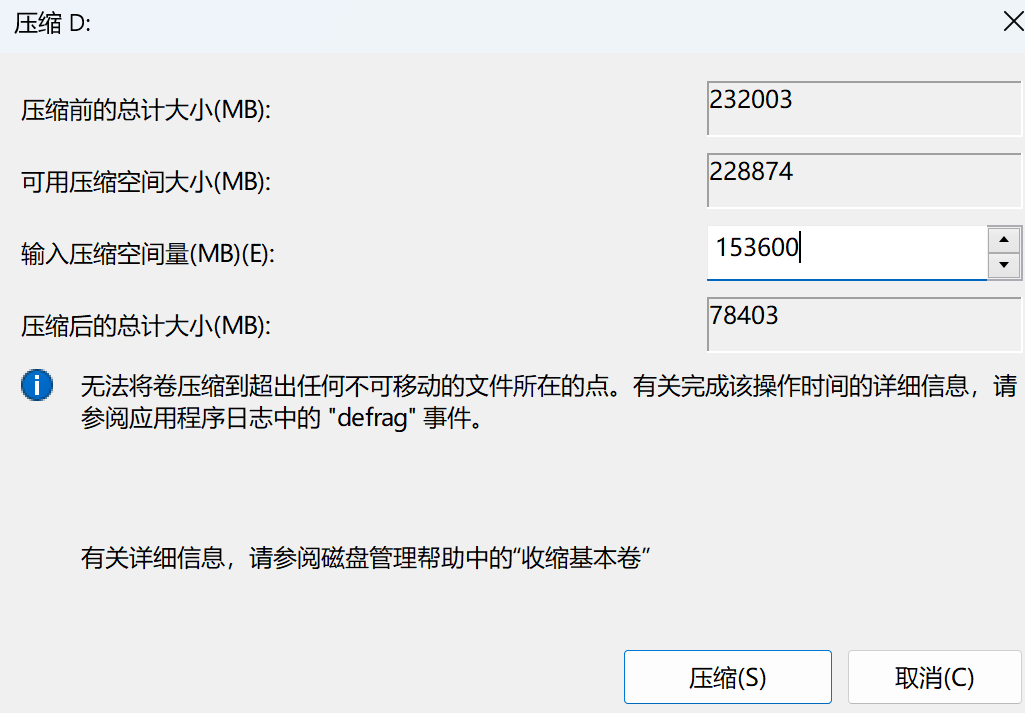 压缩 D:
压缩前的总计大小(MB):
232003
可用压缩空间大小(MB):
228874
输入压缩空间量(MB)(E):
153600
压缩后的总计大小(MB):
78403
无法将卷压缩到超出任何不可移动的文件所在的点。有关完成该操作时间的详细信息，请
参阅应用程序日志中的 "defrag" 事件。
有关详细信息，请参阅磁盘管理帮助中的“收缩基本卷”
压缩(S)
取消(C)